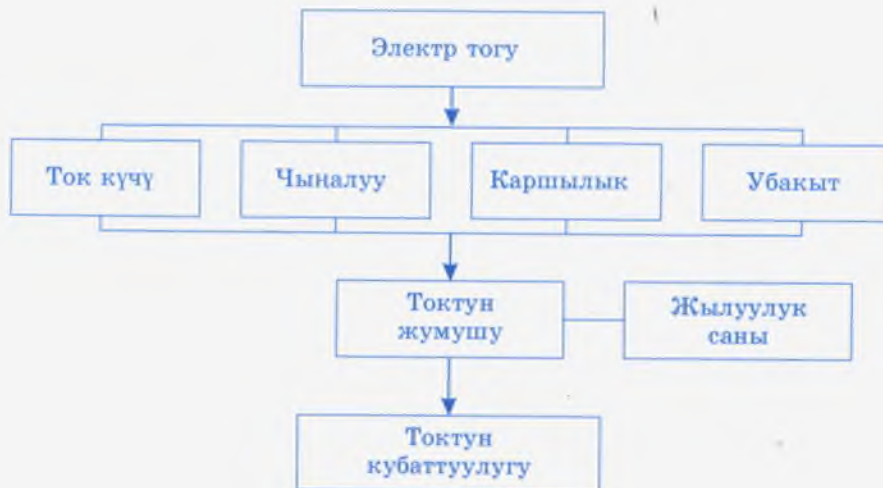 Электр тогу
Ток күчү
Чыңалуу
Каршылык
Убакыт
Токтун
жумушу
Жылуулук
саны
Токтун
кубаттуулугу